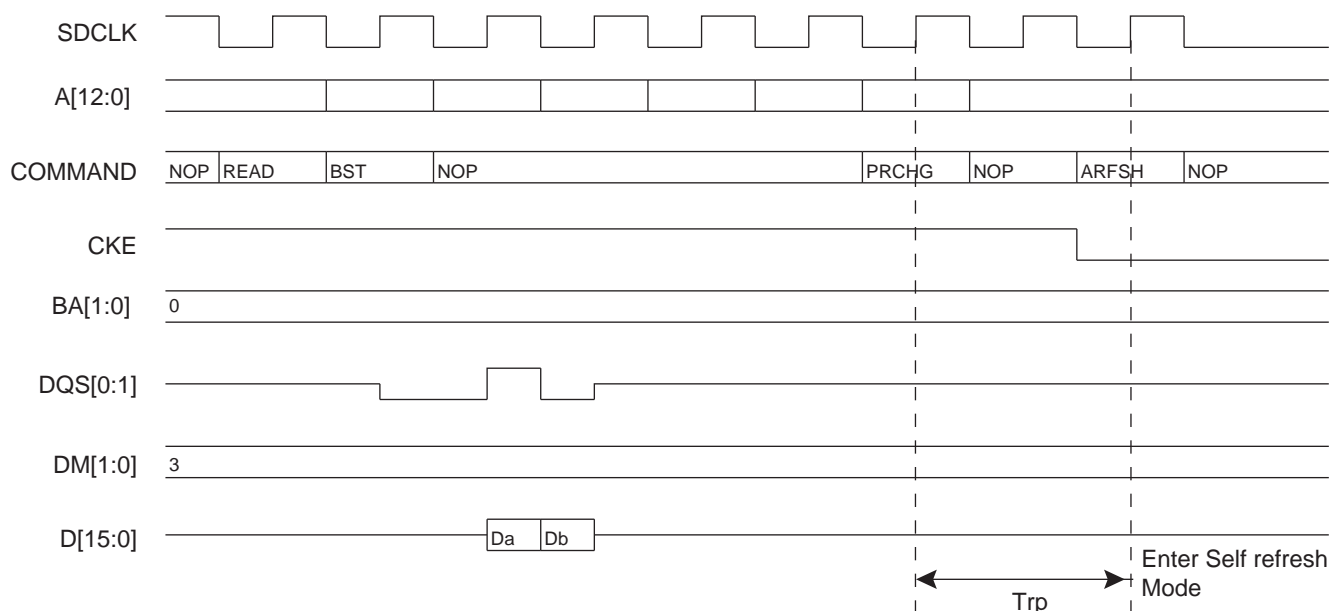 SDCLK
A[12:0]
COMMAND NOP READ BST NOP PRCHG NOP ARFSH NOP
CKE
BA[1:0] 0
DQS[0:1]
DM[1:0] 3
D[15:0] Da Db
Enter Self refresh
Mode
Trp